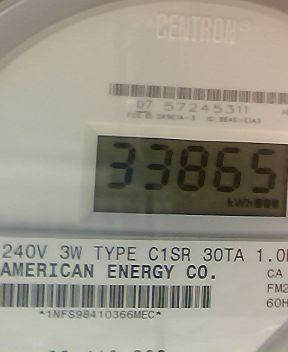 CENTRON®
07 57245311
33865
kWh
240V 3W TYPE C1SR 30TA 1.0
AMERICAN ENERGY CO.
CA
FM2
60H
*1NFS98410366MEC*